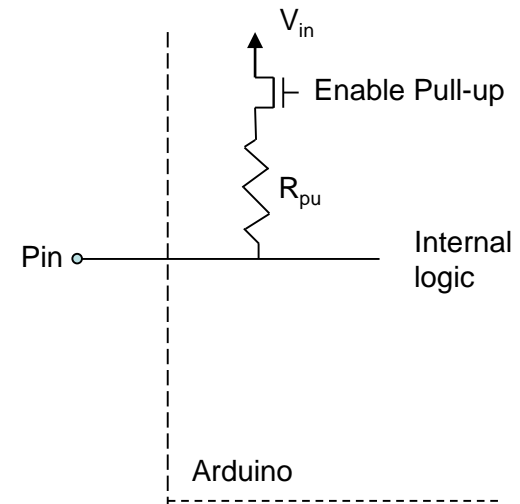 V_in
Enable Pull-up
R_pu
Pin
Internal
logic
Arduino